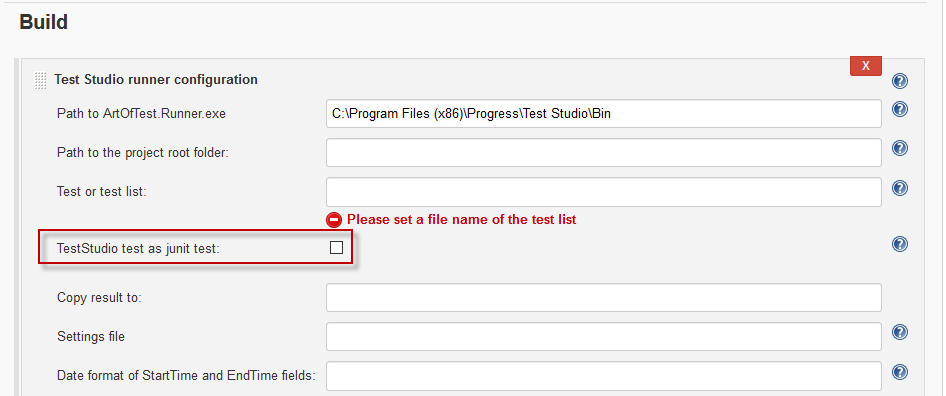 Build
X
Test Studio runner configuration
?
Path to ArtOfTest.Runner.exe C:\Program Files (x86)\Progress\Test Studio\Bin ?
Path to the project root folder: ?
Test or test list: ?
Please set a file name of the test list
TestStudio test as junit test: ?
Copy result to:
Settings file ?
Date format of StartTime and EndTime fields: ?